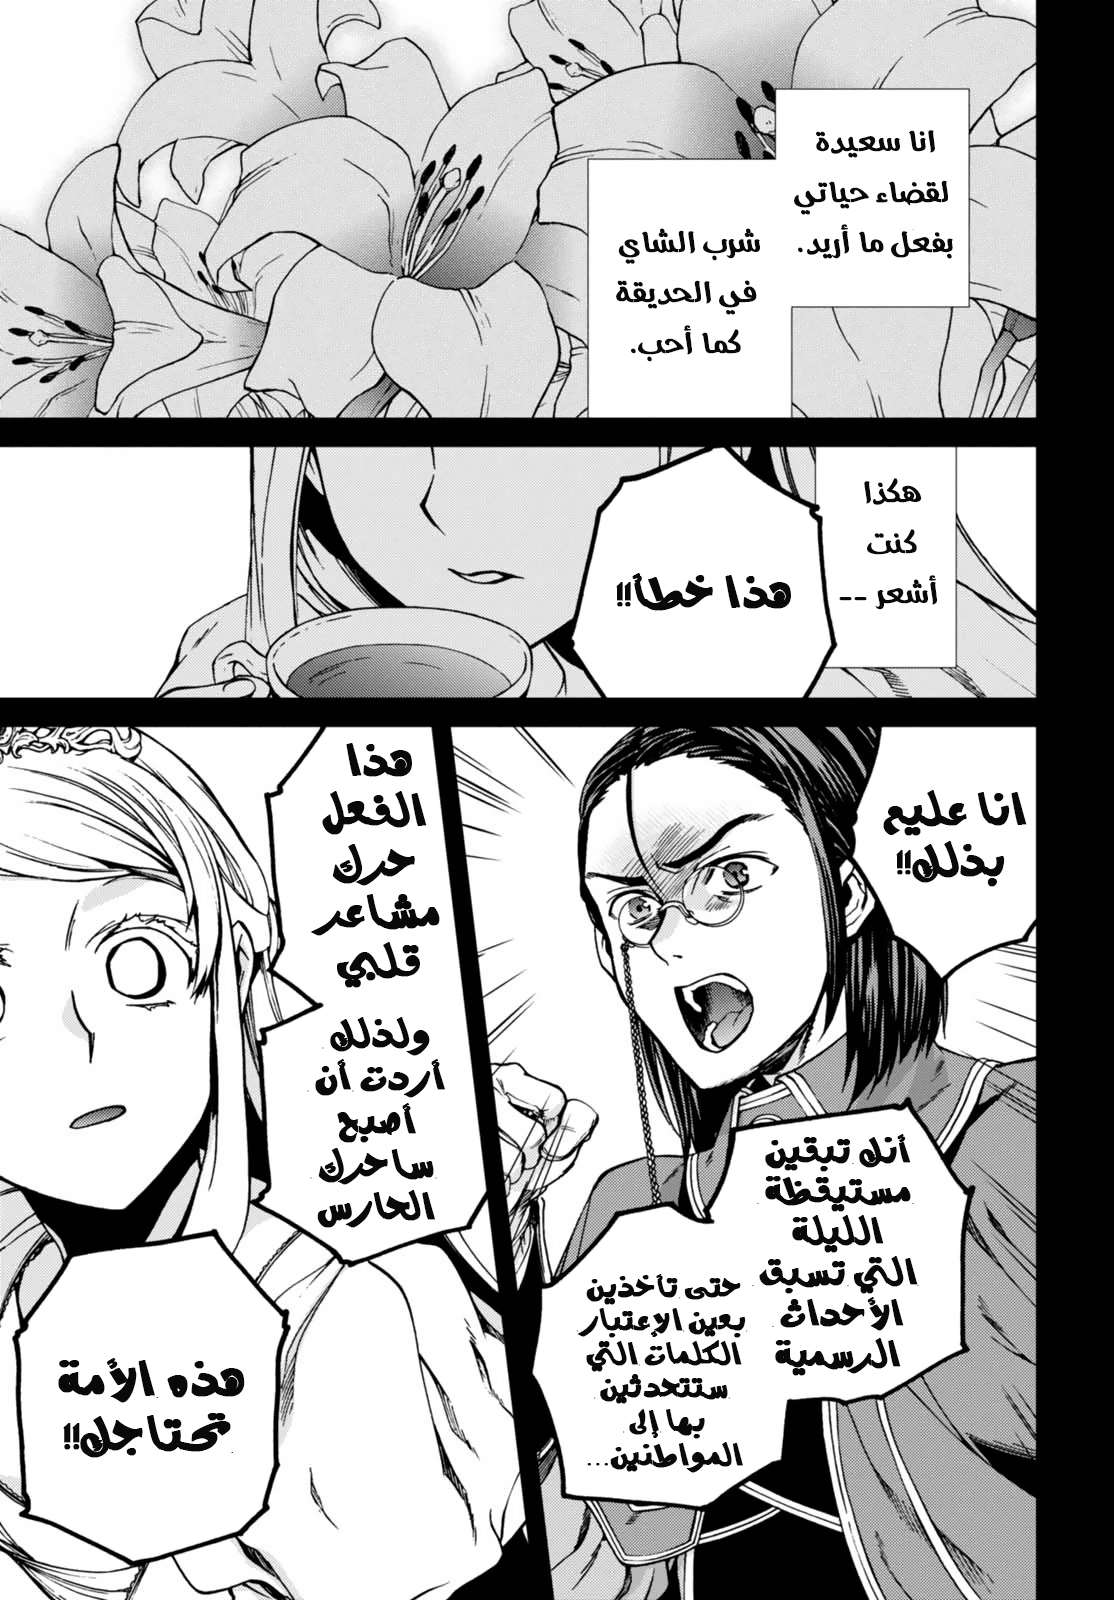 انا سعيدة
لقضاء حياتي
بفعل ما أريد.
شرب الشاي
في الحديقة
كما أحب.
هكذا
كنت
أشعر --
هذا خطأ!!
انا عليم
بذلك!!
أنك تبقين
مستيقظة
الليلة
التي تسبق
الأحداث
الرسمية
حتى تأخذين
بعين الإعتبار
الكلمات التي
ستتحدثين
بها إلى
المواطنين...
هذا
الفعل
حرك
مشاعر
قلبي
ولذلك
أردت أن
أصبح
ساحرك
الحارس
هذه الأمة
تحتاجك!!